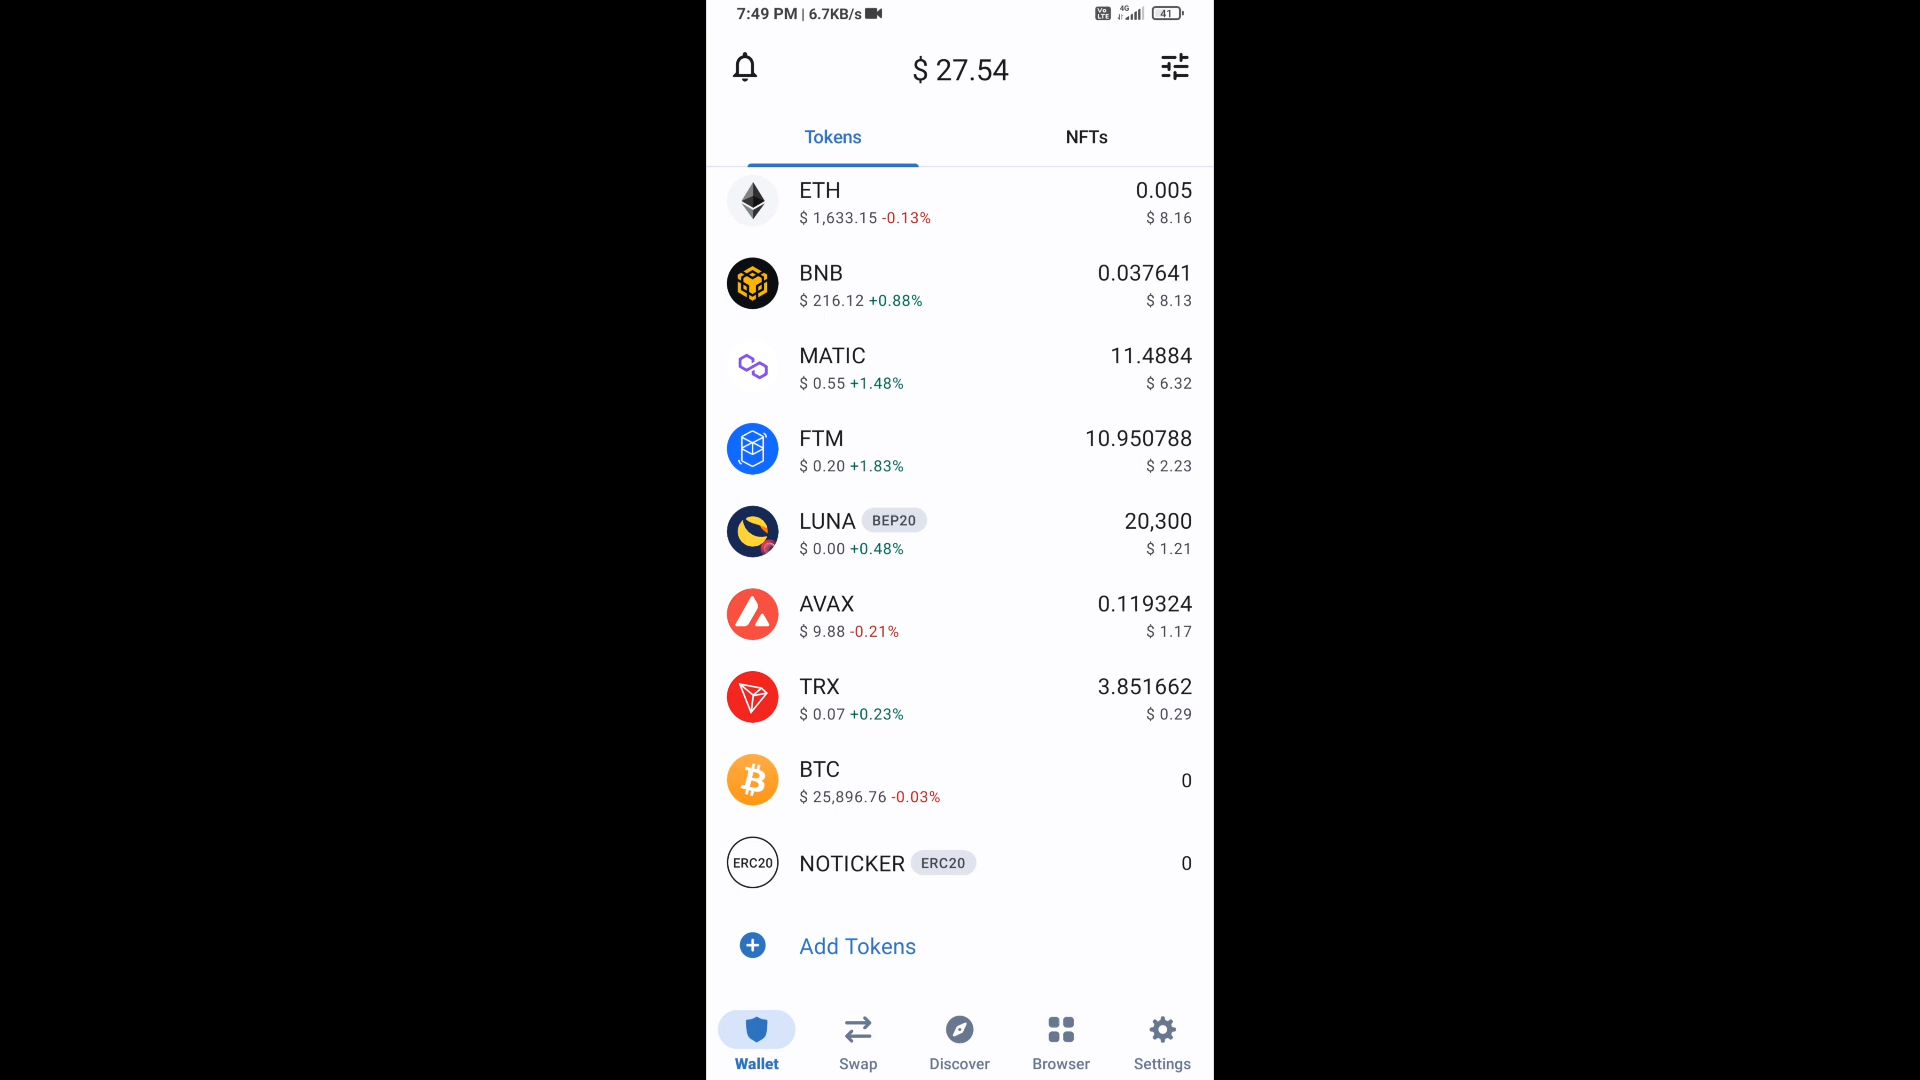 7:49 PM | 6.7KB/s Vo LTE 4G 41
$ 27.54
Tokens NFTs
ETH 0.005
$ 1,633.15 -0.13% $ 8.16
BNB 0.037641
$ 216.12 +0.88% $ 8.13
MATIC 11.4884
$ 0.55 +1.48% $ 6.32
FTM 10.950788
$ 0.20 +1.83% $ 2.23
LUNA BEP20 20,300
$ 0.00 +0.48% $ 1.21
AVAX 0.119324
$ 9.88 -0.21% $ 1.17
TRX 3.851662
$ 0.07 +0.23% $ 0.29
BTC 0
$ 25,896.76 -0.03%
ERC20 NOTICKER ERC20 0
Add Tokens
Wallet Swap Discover Browser Settings